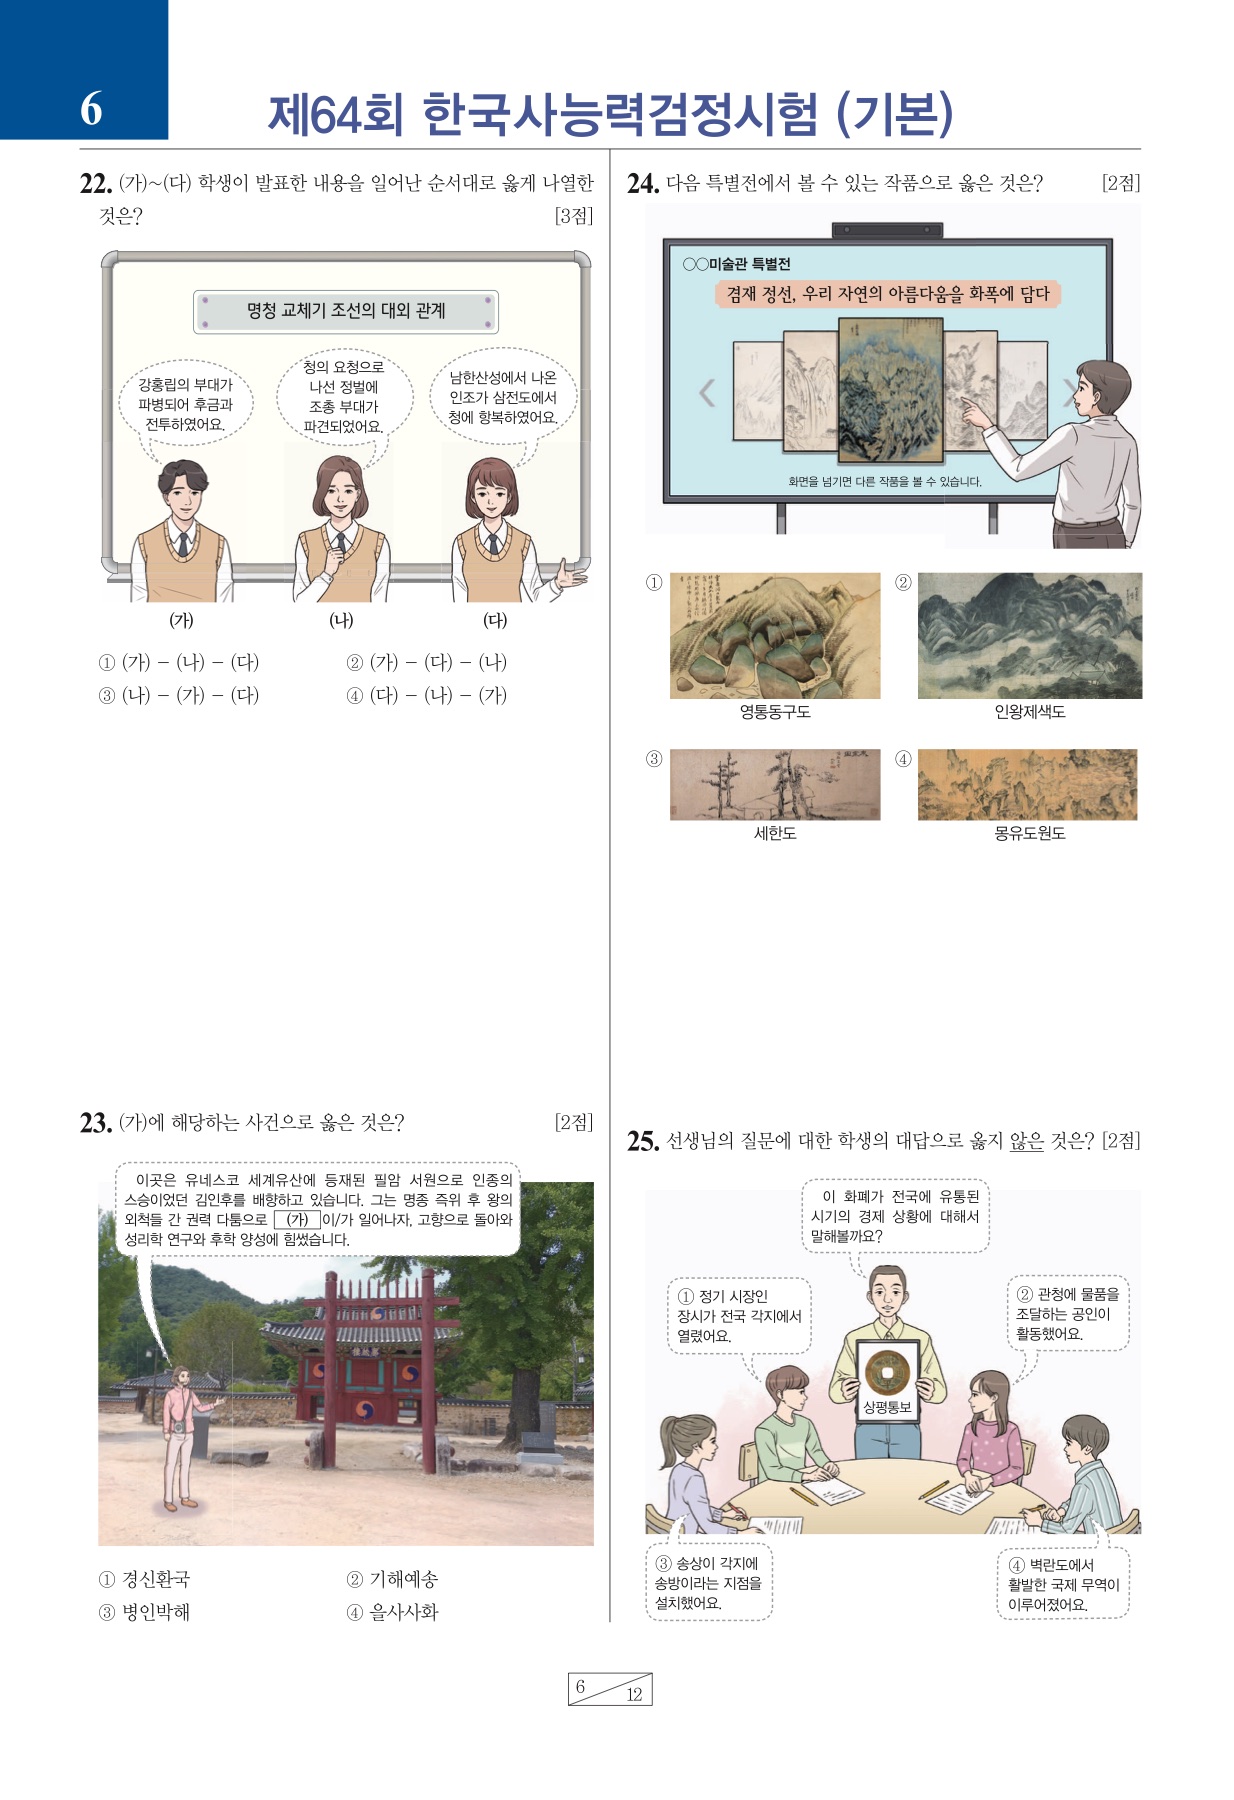 6
제64회 한국사능력검정시험 (기본)
22. (가)~(다) 학생이 발표한 내용을 일어난 순서대로 옳게 나열한
것은? [3점]
명청 교체기 조선의 대외 관계
강홍립의 부대가
파병되어 후금과
전투하였어요.
청의 요청으로
나선 정벌에
조총 부대가
파견되었어요.
남한산성에서 나온
인조가 삼전도에서
청에 항복하였어요.
(가) (나) (다)
① (가) - (나) - (다) ② (가) - (다) - (나)
③ (나) - (가) - (다) ④ (다) - (나) - (가)
23. (가)에 해당하는 사건으로 옳은 것은? [2점]
이곳은 유네스코 세계유산에 등재된 필암 서원으로 인종의
스승이었던 김인후를 배향하고 있습니다. 그는 명종 즉위 후 왕의
외척들 간 권력 다툼으로 (가) 이/가 일어나자, 고향으로 돌아와
성리학 연구와 후학 양성에 힘썼습니다.
① 경신환국 ② 기해예송
③ 병인박해 ④ 을사사화
24. 다음 특별전에서 볼 수 있는 작품으로 옳은 것은? [2점]
○○미술관 특별전
겸재 정선, 우리 자연의 아름다움을 화폭에 담다
화면을 넘기면 다른 작품을 볼 수 있습니다.
① ②
영통동구도 인왕제색도
③ ④
세한도 몽유도원도
25. 선생님의 질문에 대한 학생의 대답으로 옳지 않은 것은? [2점]
이 화폐가 전국에 유통된
시기의 경제 상황에 대해서
말해볼까요?
① 정기 시장인
장시가 전국 각지에서
열렸어요.
② 관청에 물품을
조달하는 공인이
활동했어요.
상평통보
③ 송상이 각지에
송방이라는 지점을
설치했어요.
④ 벽란도에서
활발한 국제 무역이
이루어졌어요.
6 12